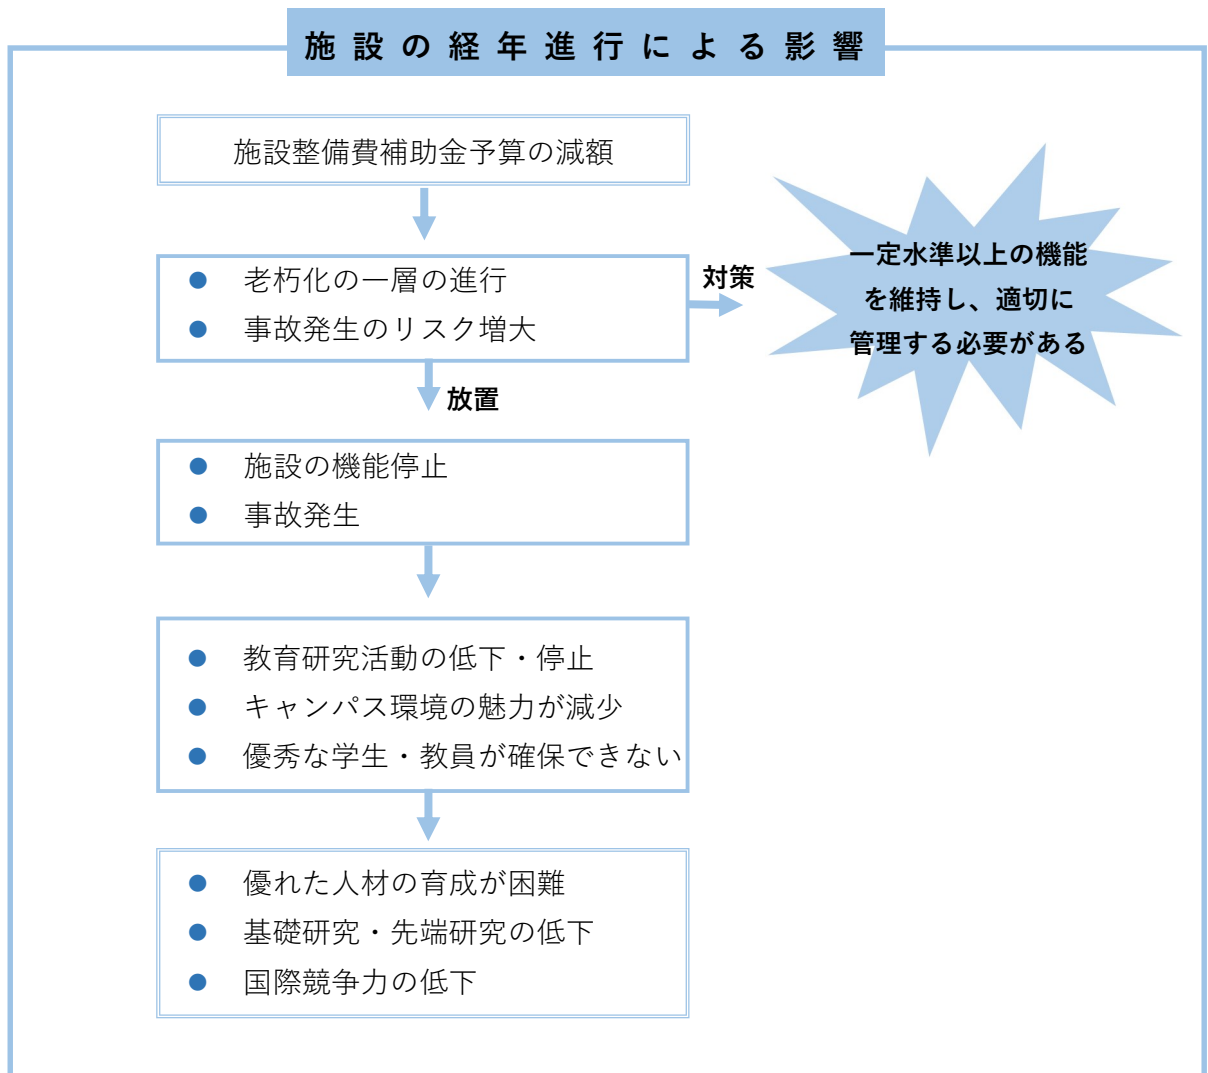 施設の経年進行による影響
施設整備費補助金予算の減額
● 老朽化の一層の進行
● 事故発生のリスク増大
対策
一定水準以上の機能
を維持し、適切に
管理する必要がある
放置
● 施設の機能停止
● 事故発生
● 教育研究活動の低下・停止
● キャンパス環境の魅力が減少
● 優秀な学生・教員が確保できない
● 優れた人材の育成が困難
● 基礎研究・先端研究の低下
● 国際競争力の低下